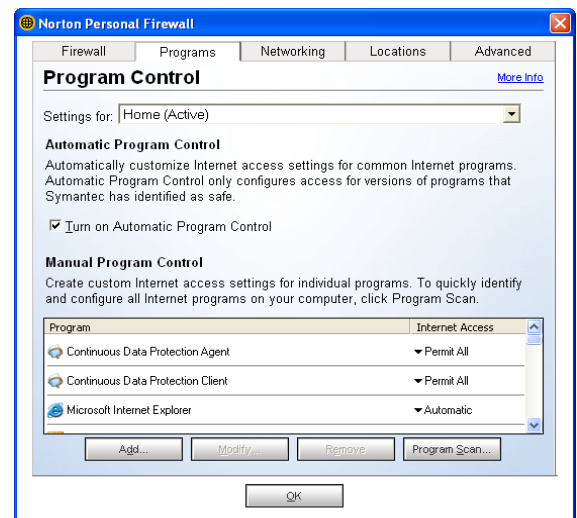 Norton Personal Firewall
Firewall Programs Networking Locations Advanced
Program Control More Info
Settings for: Home (Active)
Automatic Program Control
Automatically customize Internet access settings for common Internet programs.
Automatic Program Control only configures access for versions of programs that
Symantec has identified as safe.
Turn on Automatic Program Control
Manual Program Control
Create custom Internet access settings for individual programs. To quickly identify
and configure all Internet programs on your computer, click Program Scan.
Program Internet Access
Continuous Data Protection Agent Permit All
Continuous Data Protection Client Permit All
Microsoft Internet Explorer Automatic
Add... Modify... Remove Program Scan...
OK